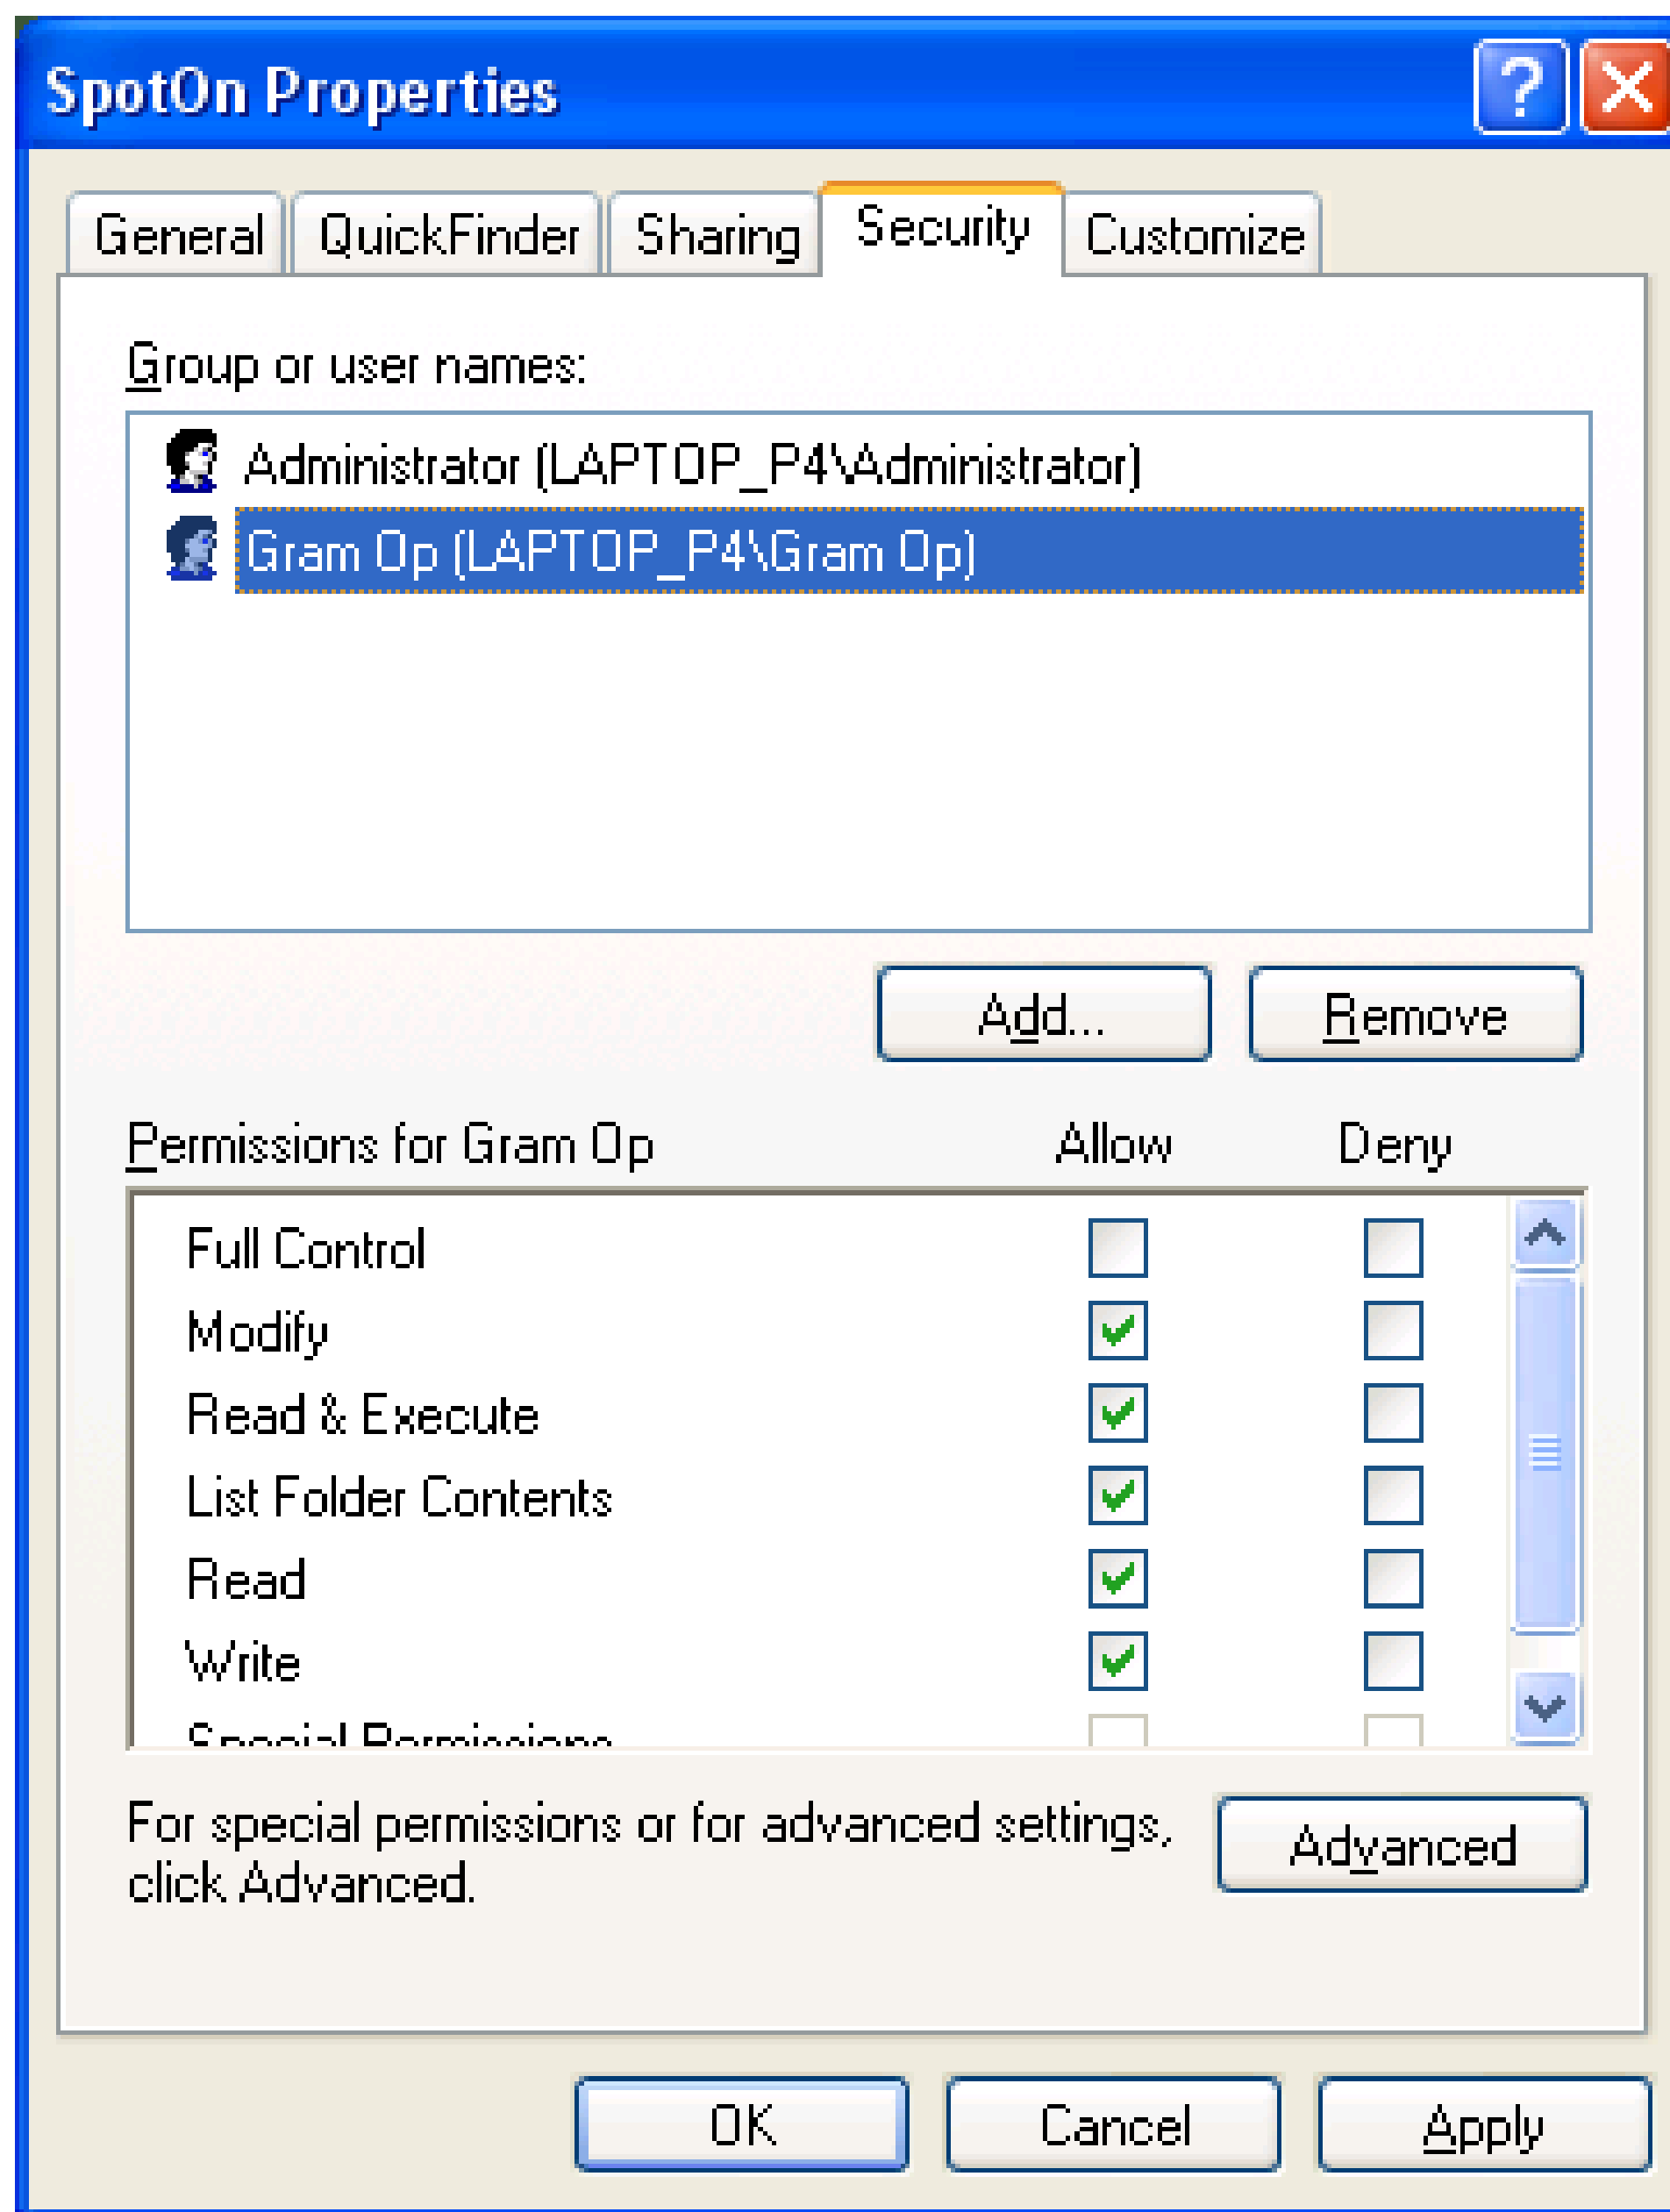 SpotOn Properties
General QuickFinder Sharing Security Customize
Group or user names:
Administrator (LAPTOP_P4\Administrator)
Gram Op (LAPTOP_P4\Gram Op)
Add... Remove
Permissions for Gram Op Allow Deny
Full Control
Modify
Read & Execute
List Folder Contents
Read
Write
Special Permissions
For special permissions or for advanced settings,
click Advanced.
Advanced
OK Cancel Apply